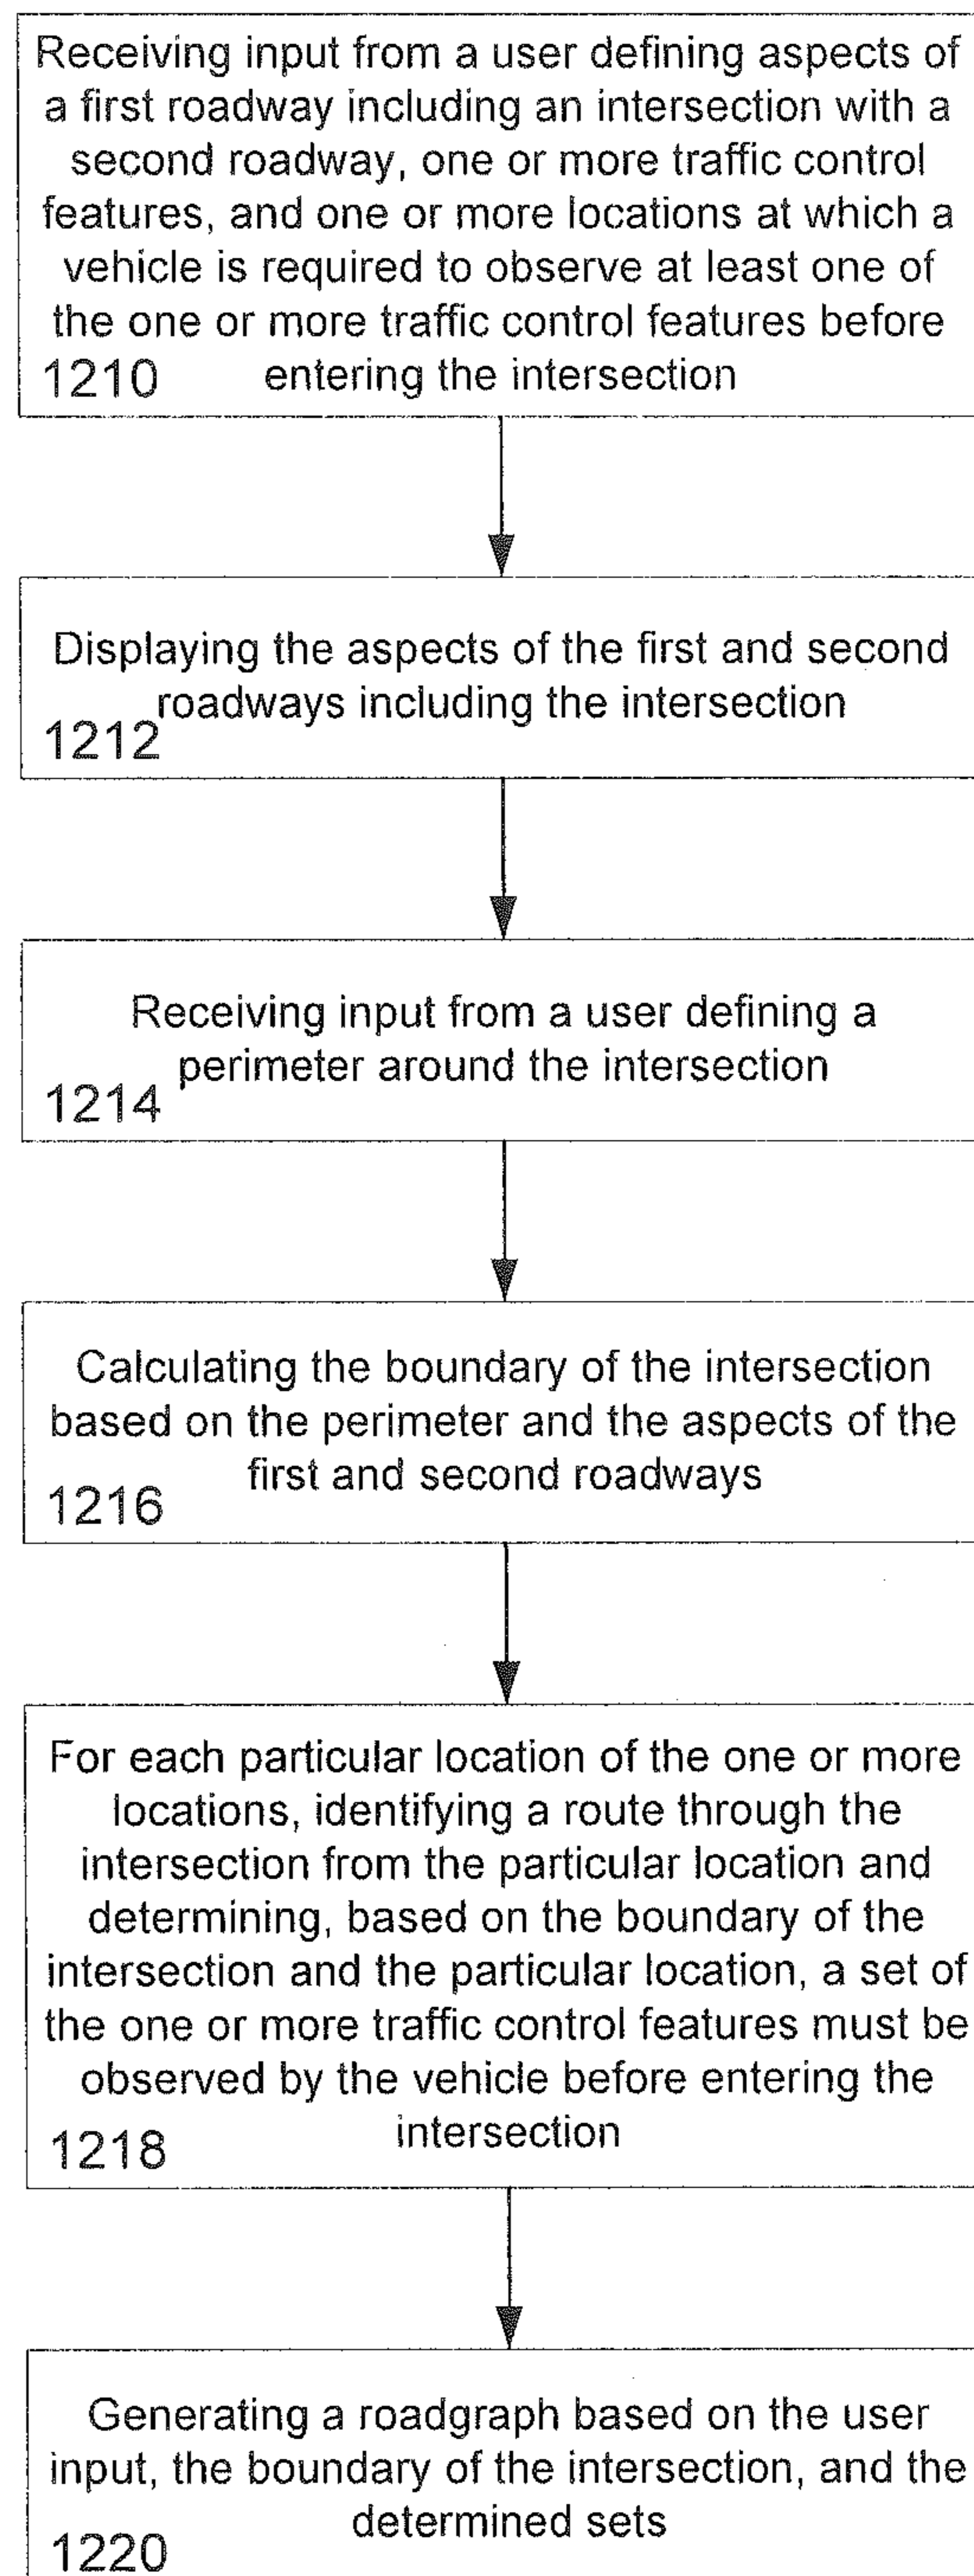 Receiving input from a user defining aspects of
a first roadway including an intersection with a
second roadway, one or more traffic control
features, and one or more locations at which a
vehicle is required to observe at least one of
the one or more traffic control features before
1210 entering the intersection
Displaying the aspects of the first and second
roadways including the intersection
1212
Receiving input from a user defining a
perimeter around the intersection
1214
Calculating the boundary of the intersection
based on the perimeter and the aspects of the
first and second roadways
1216
For each particular location of the one or more
locations, identifying a route through the
intersection from the particular location and
determining, based on the boundary of the
intersection and the particular location, a set of
the one or more traffic control features must be
observed by the vehicle before entering the
intersection
1218
Generating a roadgraph based on the user
input, the boundary of the intersection, and the
determined sets
1220